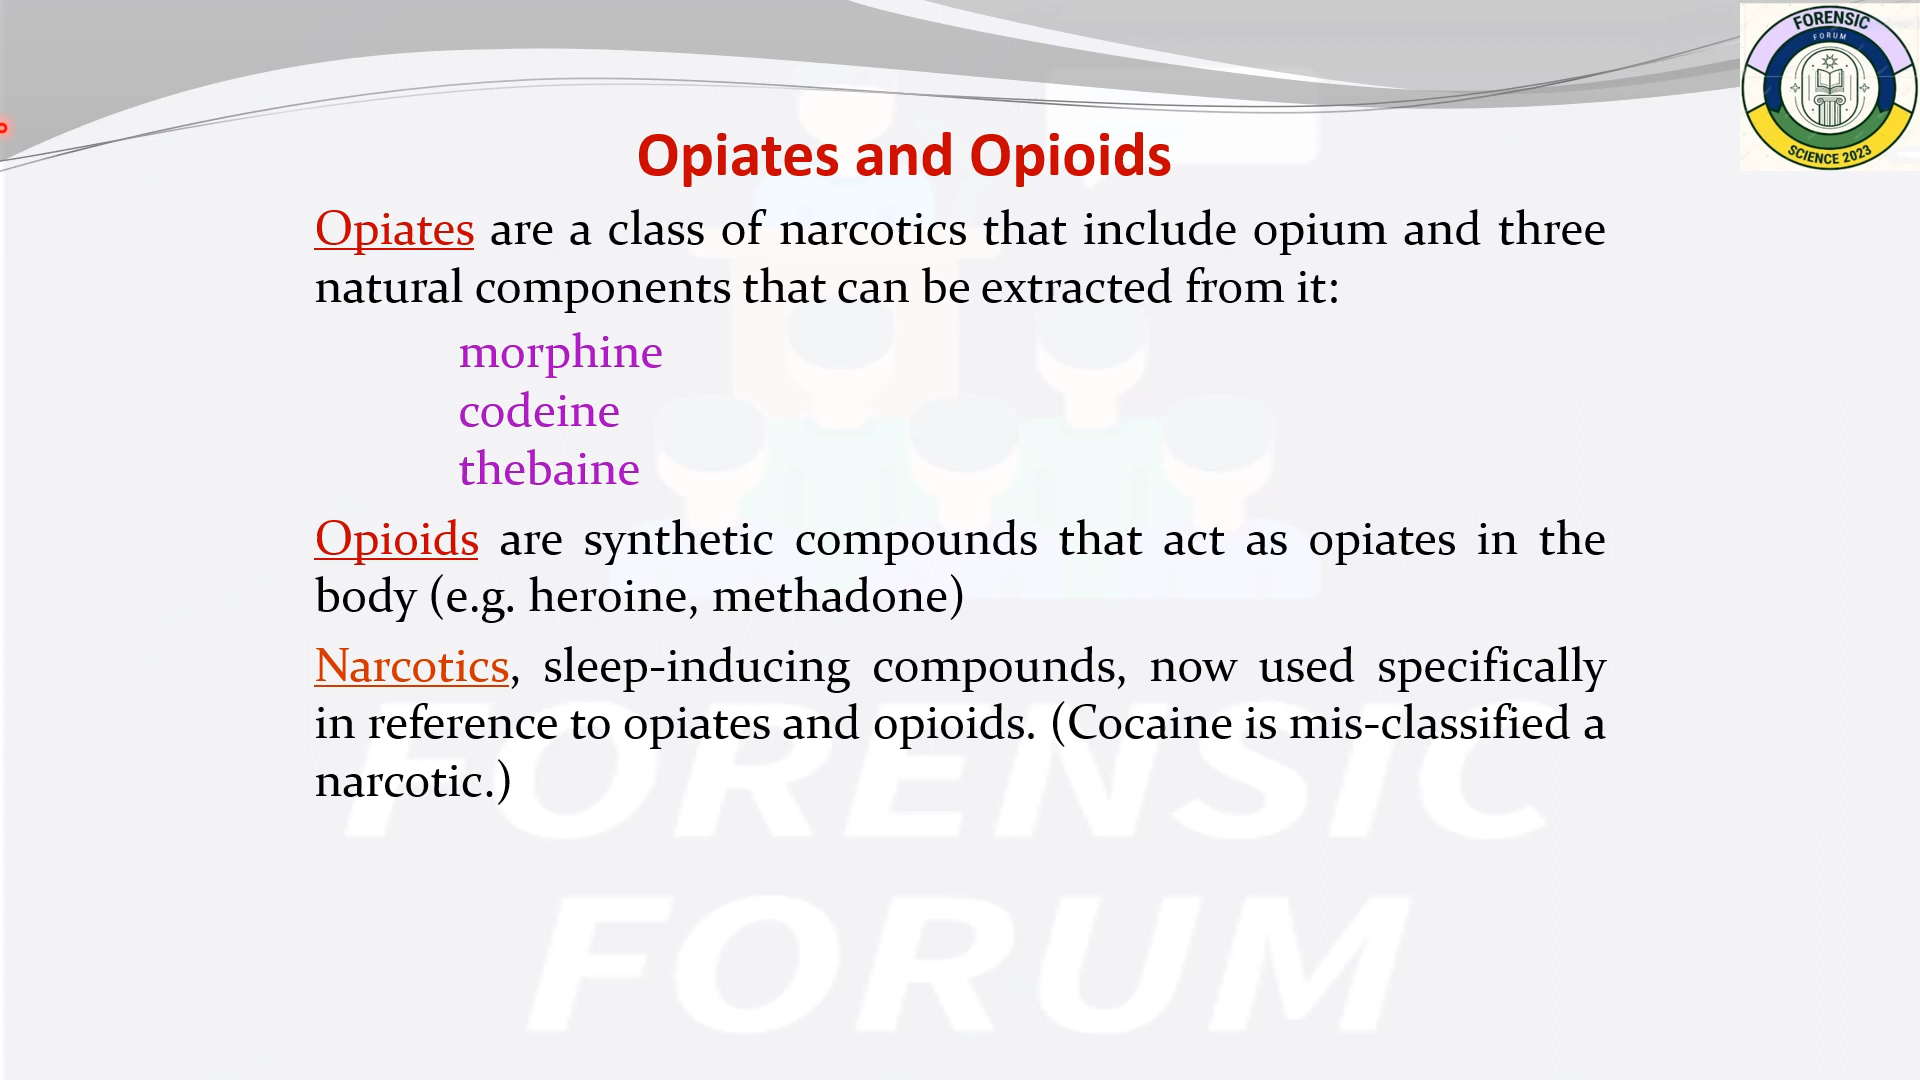 FORENSIC
FORUM
SCIENCE 2023
Opiates and Opioids
Opiates are a class of narcotics that include opium and three
natural components that can be extracted from it:
morphine
codeine
thebaine
Opioids are synthetic compounds that act as opiates in the
body (e.g. heroine, methadone)
Narcotics, sleep-inducing compounds, now used specifically
in reference to opiates and opioids. (Cocaine is mis-classified a
narcotic.)
FORENSIC
FORUM